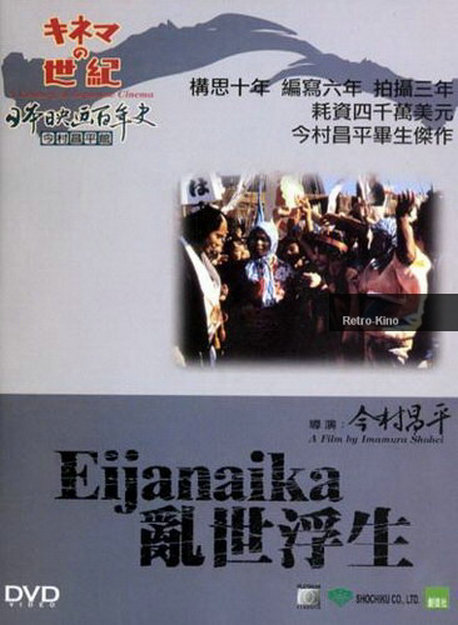 キネマ
の
世紀
A Century of Japanese Cinema
日本映画百年史
今村昌平篇
構思十年 編寫六年 拍攝三年
耗資四千萬美元
今村昌平畢生傑作
は
Retro-Kino
導演：今村昌平
A Film by Imamura Shohei
Eijanaika
亂世浮生
DVD
VIDEO
SHOCHIKU CO., LTD.